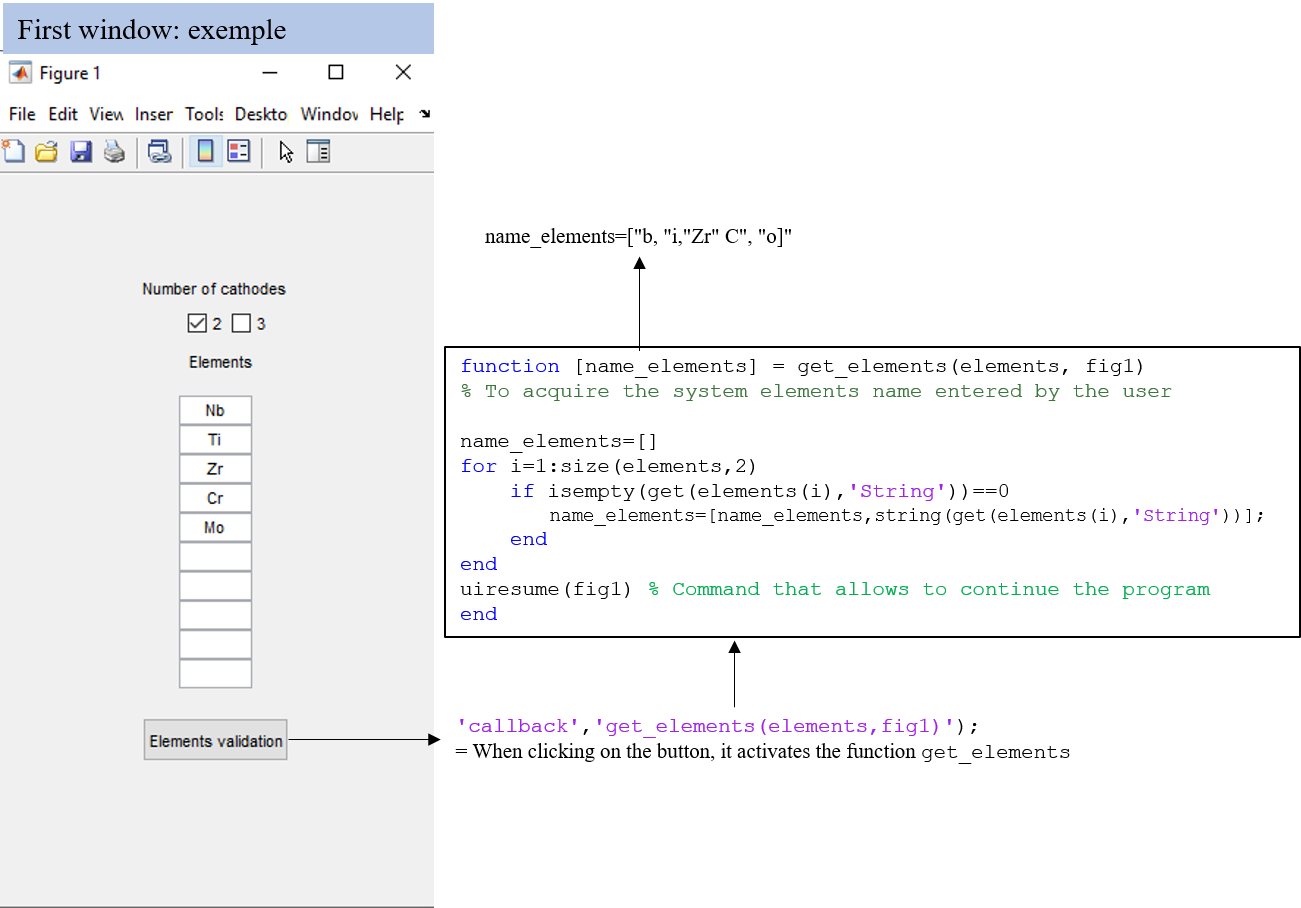 First window: exemple
Figure 1
File Edit View Inser Tools Deskto Window Help
name_elements=["b, "i,"Zr" C", "o]"
Number of cathodes
2 3
Elements
Nb
Ti
Zr
Cr
Mo
Elements validation
function [name_elements] = get_elements(elements, fig1)
% To acquire the system elements name entered by the user
name_elements=[]
for i=1:size(elements,2)
if isempty(get(elements(i),'String'))==0
name_elements=[name_elements,string(get(elements(i),'String'))];
end
end
uiresume(fig1) % Command that allows to continue the program
end
'callback','get_elements(elements,fig1)');
= When clicking on the button, it activates the function get_elements